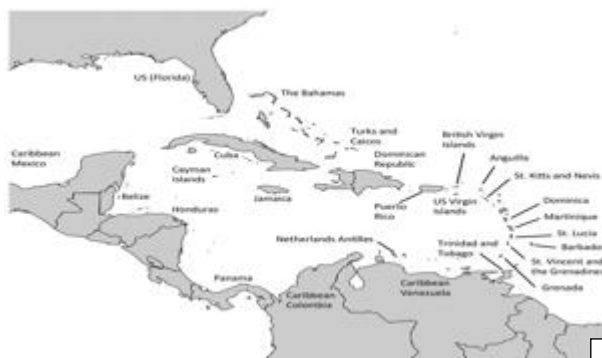 US (Florida)
The Bahamas
Turks and
Caicos
British Virgin
Islands
Anguilla
St. Kitts and Nevis
Caribbean
Mexico
Cuba
Dominican
Republic
Cayman
Islands
Belize
Jamaica
Puerto
Rico
US Virgin
Islands
Dominica
Martinique
St. Lucia
Barbados
Honduras
Netherlands Antilles
Trinidad and
Tobago
St. Vincent and
the Grenadines
Grenada
Panama
Caribbean
Colombia
Caribbean
Venezuela